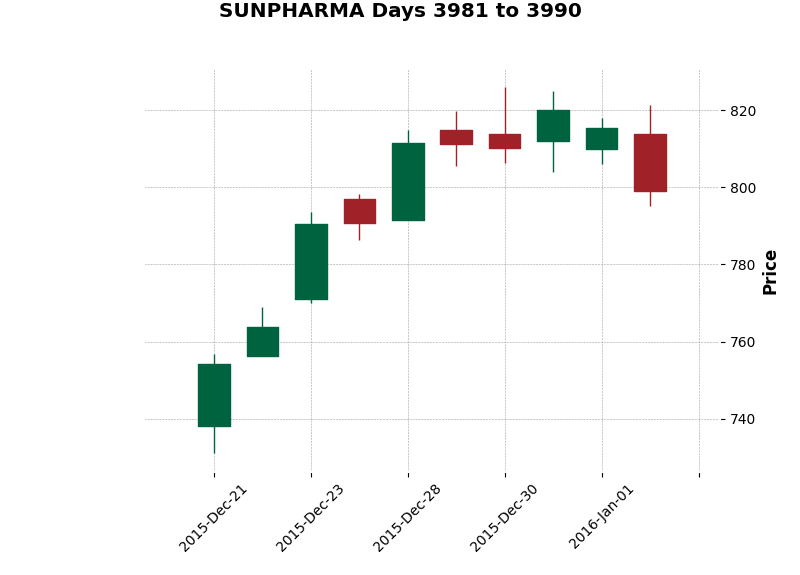 SUNPHARMA Days 3981 to 3990
820
800
780
760
740
Price
2015-Dec-21
2015-Dec-23
2015-Dec-28
2015-Dec-30
2016-Jan-01